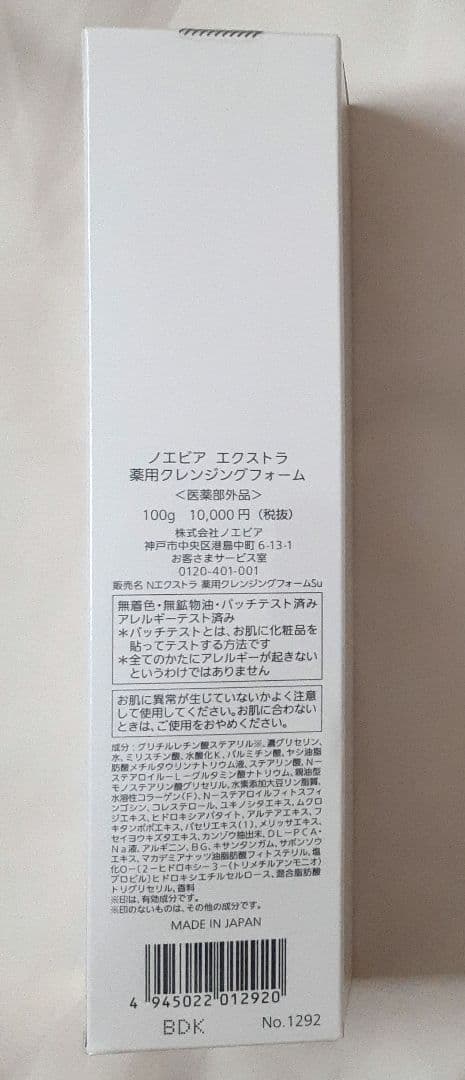 ノエビア エクストラ
薬用クレンジングフォーム
＜医薬部外品＞
100g 10,000円（税抜）
株式会社ノエビア
神戸市中央区港島中町6-13-1
お客さまサービス室
0120-401-001
販売名 Nエクストラ 薬用クレンジングフォームSu
無着色・無鉱物油・パッチテスト済み
アレルギーテスト済み
＊パッチテストとは、お肌に化粧品を
貼ってテストする方法です
＊全てのかたにアレルギーが起きない
というわけではありません
お肌に異常が生じていないかよく注意
して使用してください。お肌に合わない
ときは、ご使用をおやめください。
成分：グリチルレチン酸ステアリル※、濃グリセリン、
水、ミリスチン酸、水酸化K、パルミチン酸、ヤシ油脂
肪酸メチルタウリンナトリウム液、ステアリン酸、N－
ステアロイル－L－グルタミン酸ナトリウム、親油型
モノステアリン酸グリセリル、水素添加大豆リン脂質、
水溶性コラーゲン（F）、N－ステアロイルフィトスフィ
ンゴシン、コレステロール、ユキノシタエキス、ムクロ
ジエキス、ヒドロキシアパタイト、アルテアエキス、フ
キタンポポエキス、パセリエキス（1）、メリッサエキス、
セイヨウキズタエキス、カンゾウ抽出末、DL－PCA・
Na液、アルギニン、BG、キサンタンガム、サボンソウ
エキス、マカデミアナッツ油脂肪酸フィトステリル、塩
化O－〔2－ヒドロキシ－3－（トリメチルアンモニオ）
プロピル〕ヒドロキシエチルセルロース、混合脂肪酸
トリグリセリル、香料
※印は、有効成分です。
※印のないものは、その他の成分です。
MADE IN JAPAN
4 945022 012920
BDK No.1292